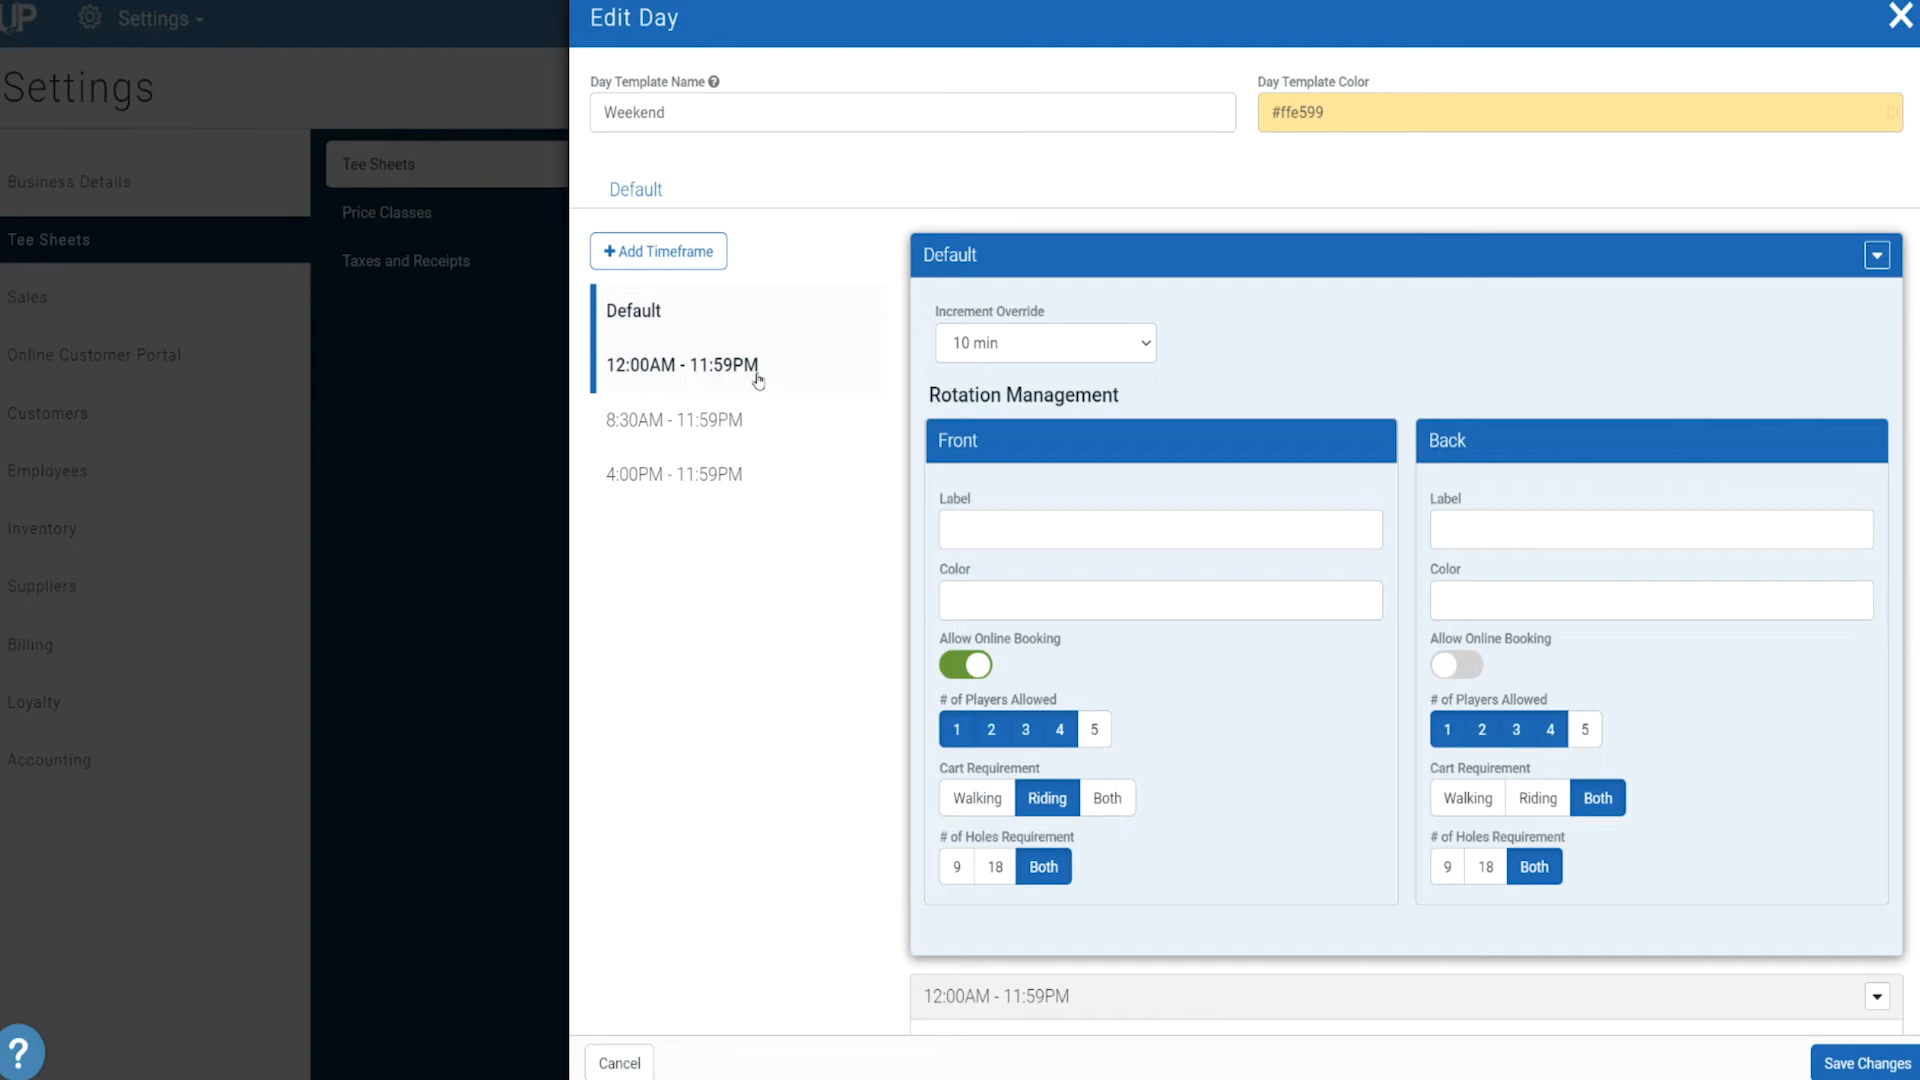 UP
Settings
Settings
Business Details
Tee Sheets
Sales
Online Customer Portal
Customers
Employees
Inventory
Suppliers
Billing
Loyalty
Accounting
?
Tee Sheets
Price Classes
Taxes and Receipts
Edit Day
Day Template Name ?
Weekend
Day Template Color
#ffe599
Default
+ Add Timeframe
Default
12:00AM - 11:59PM
8:30AM - 11:59PM
4:00PM - 11:59PM
Default
Increment Override
10 min
Rotation Management
Front
Label
Color
Allow Online Booking
# of Players Allowed
1 2 3 4 5
Cart Requirement
Walking Riding Both
# of Holes Requirement
9 18 Both
Back
Label
Color
Allow Online Booking
# of Players Allowed
1 2 3 4 5
Cart Requirement
Walking Riding Both
# of Holes Requirement
9 18 Both
12:00AM - 11:59PM
Cancel
Save Changes